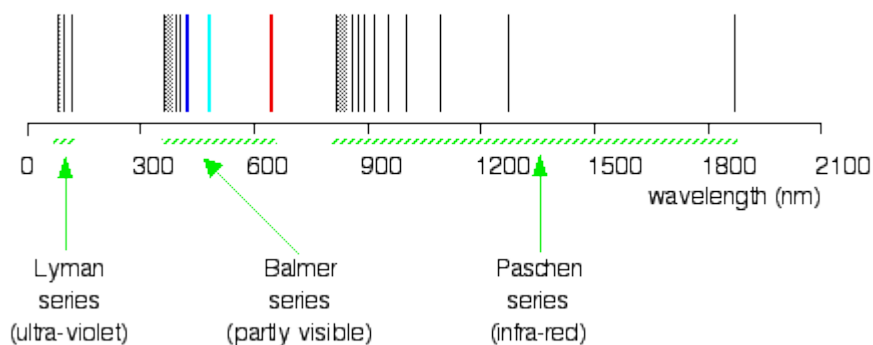 0 300 600 900 1200 1500 1800 2100
wavelength (nm)
Lyman
series
(ultra-violet)
Balmer
series
(partly visible)
Paschen
series
(infra-red)